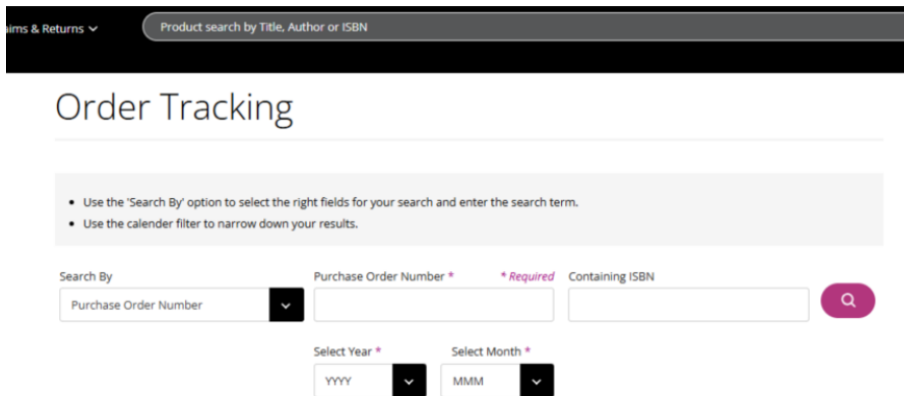 aims & Returns
Product search by Title, Author or ISBN
Order Tracking
Use the 'Search By' option to select the right fields for your search and enter the search term.
Use the calender filter to narrow down your results.
Search By
Purchase Order Number *
* Required
Containing ISBN
Purchase Order Number
Select Year *
Select Month *
YYYY
MMM